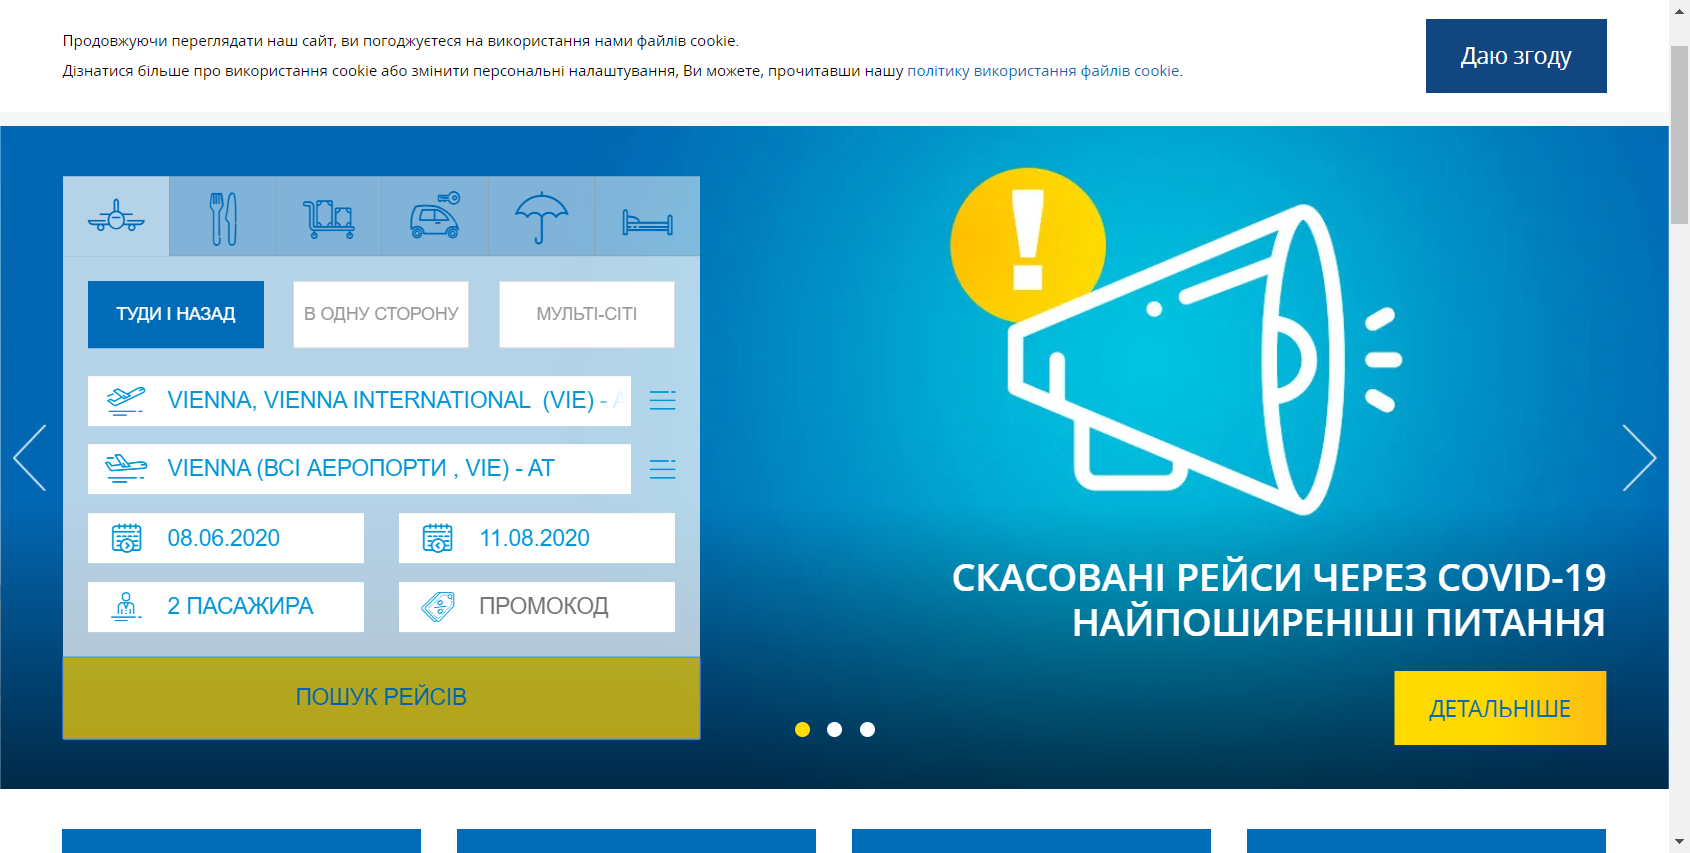 Продовжуючи переглядати наш сайт, ви погоджуєтеся на використання нами файлів cookie.
Дізнатися більше про використання cookie або змінити персональні налаштування, Ви можете, прочитавши нашу політику використання файлів cookie.
Даю згоду
ТУДИ І НАЗАД
В ОДНУ СТОРОНУ
МУЛЬТІ-СІТІ
VIENNA, VIENNA INTERNATIONAL (VIE) - A
VIENNA (ВСІ АЕРОПОРТИ , VIE) - AT
08.06.2020
11.08.2020
2 ПАСАЖИРА
ПРОМОКОД
ПОШУК РЕЙСІВ
!
СКАСОВАНІ РЕЙСИ ЧЕРЕЗ COVID-19
НАЙПОШИРЕНІШІ ПИТАННЯ
ДЕТАЛЬНІШЕ